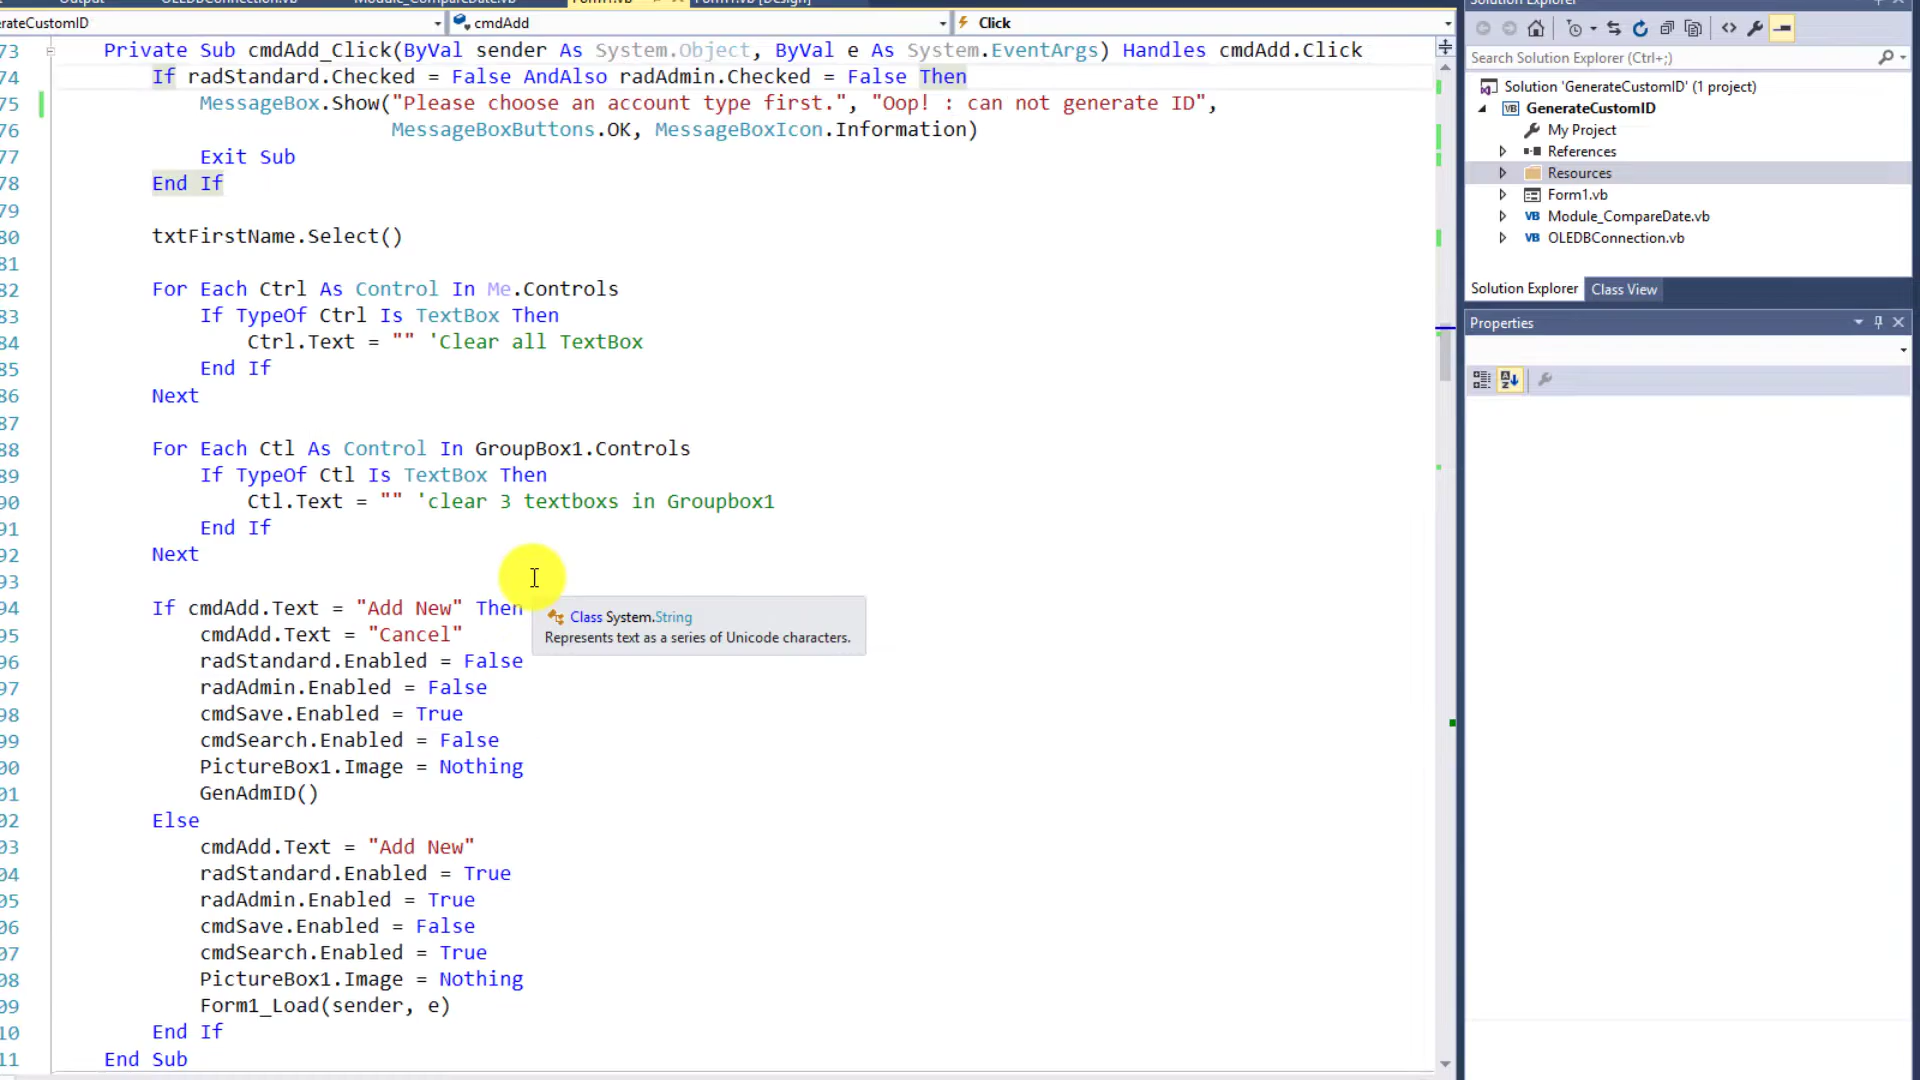 erateCustomID
cmdAdd
Click
73 Private Sub cmdAdd_Click(ByVal sender As System.Object, ByVal e As System.EventArgs) Handles cmdAdd.Click
74 If radStandard.Checked = False AndAlso radAdmin.Checked = False Then
75 MessageBox.Show("Please choose an account type first.", "Oop! : can not generate ID",
76 MessageBoxButtons.OK, MessageBoxIcon.Information)
77 Exit Sub
78 End If
79
80 txtFirstName.Select()
81
82 For Each Ctrl As Control In Me.Controls
83 If TypeOf Ctrl Is TextBox Then
84 Ctrl.Text = "" 'Clear all TextBox
85 End If
86 Next
87
88 For Each Ctl As Control In GroupBox1.Controls
89 If TypeOf Ctl Is TextBox Then
90 Ctl.Text = "" 'clear 3 textboxs in Groupbox1
91 End If
92 Next
93
94 If cmdAdd.Text = "Add New" Then
95 cmdAdd.Text = "Cancel"
96 radStandard.Enabled = False
97 radAdmin.Enabled = False
98 cmdSave.Enabled = True
99 cmdSearch.Enabled = False
00 PictureBox1.Image = Nothing
01 GenAdmID()
02 Else
03 cmdAdd.Text = "Add New"
04 radStandard.Enabled = True
05 radAdmin.Enabled = True
06 cmdSave.Enabled = False
07 cmdSearch.Enabled = True
08 PictureBox1.Image = Nothing
09 Form1_Load(sender, e)
10 End If
11 End Sub
Class System.String
Represents text as a series of Unicode characters.
Search Solution Explorer (Ctrl+;)
Solution 'GenerateCustomID' (1 project)
GenerateCustomID
My Project
References
Resources
Form1.vb
Module_CompareDate.vb
OLEDBConnection.vb
Solution Explorer Class View
Properties